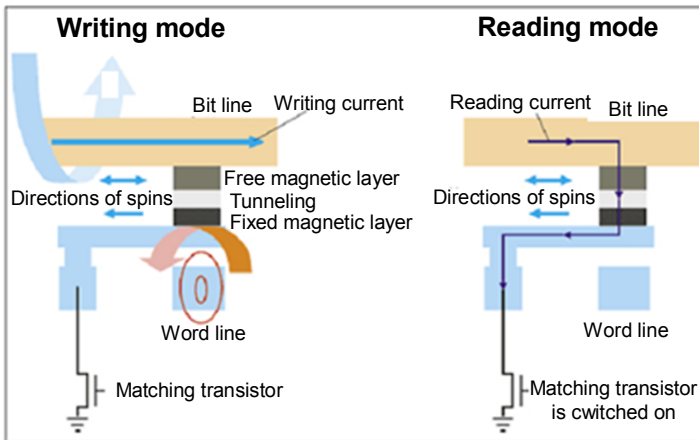 Writing mode
Bit line
Writing current
Directions of spins
Free magnetic layer
Tunneling
Fixed magnetic layer
Word line
Matching transistor
Reading mode
Reading current
Bit line
Directions of spins
Word line
Matching transistor
is cwitched on